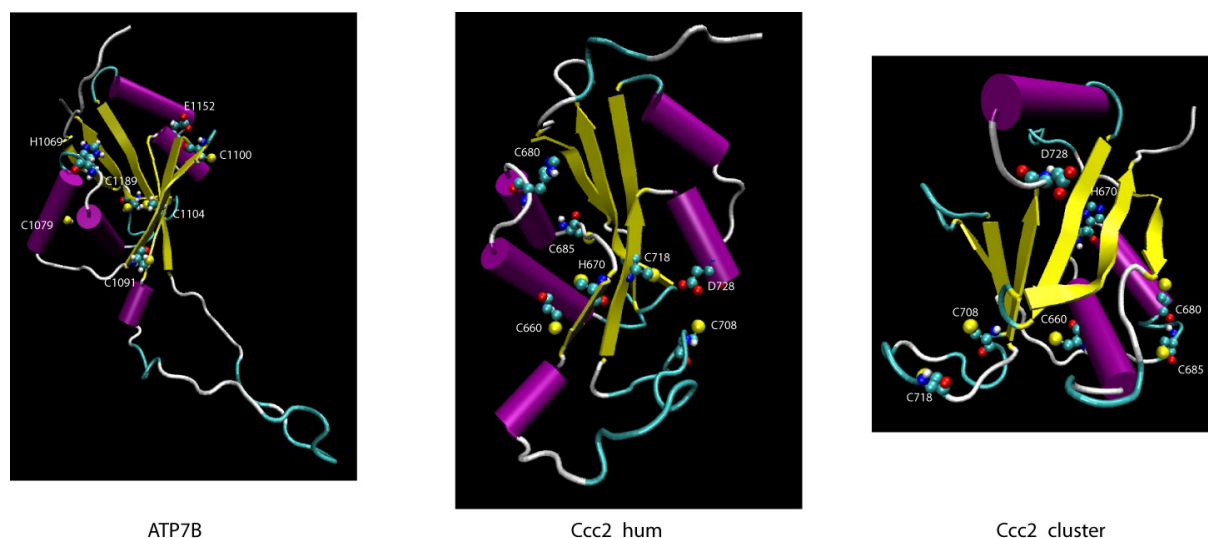 E1152
H1069
C1100
C1189
C1104
C1079
C1091
ATP7B
C680
C685
C718
H670
D728
C660
C708
Ccc2 hum
D728
H670
C708
C660
C680
C685
C718
Ccc2 cluster